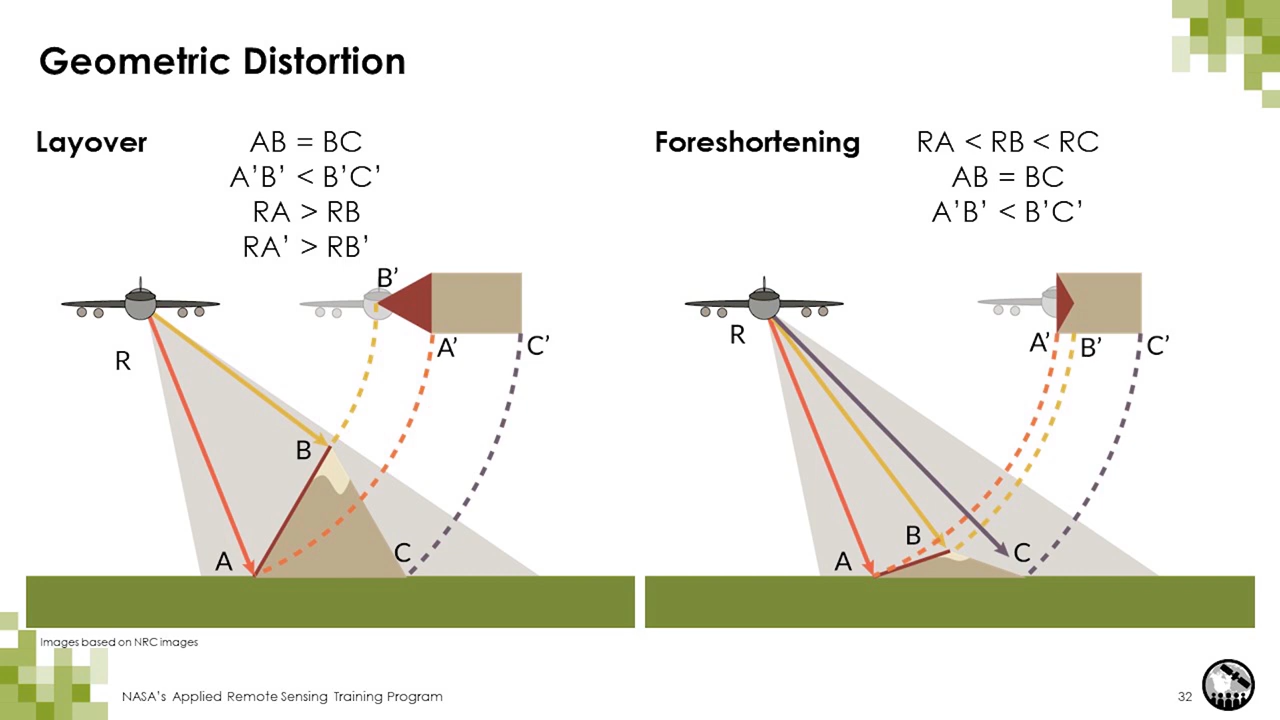 Geometric Distortion
Layover
AB = BC
A’B’ < B’C’
RA > RB
RA’ > RB’
B’
A’
C’
R
B
A
C
Foreshortening
RA < RB < RC
AB = BC
A’B’ < B’C’
R
A’
B’
C’
B
A
C
Images based on NRC images
NASA’s Applied Remote Sensing Training Program
32